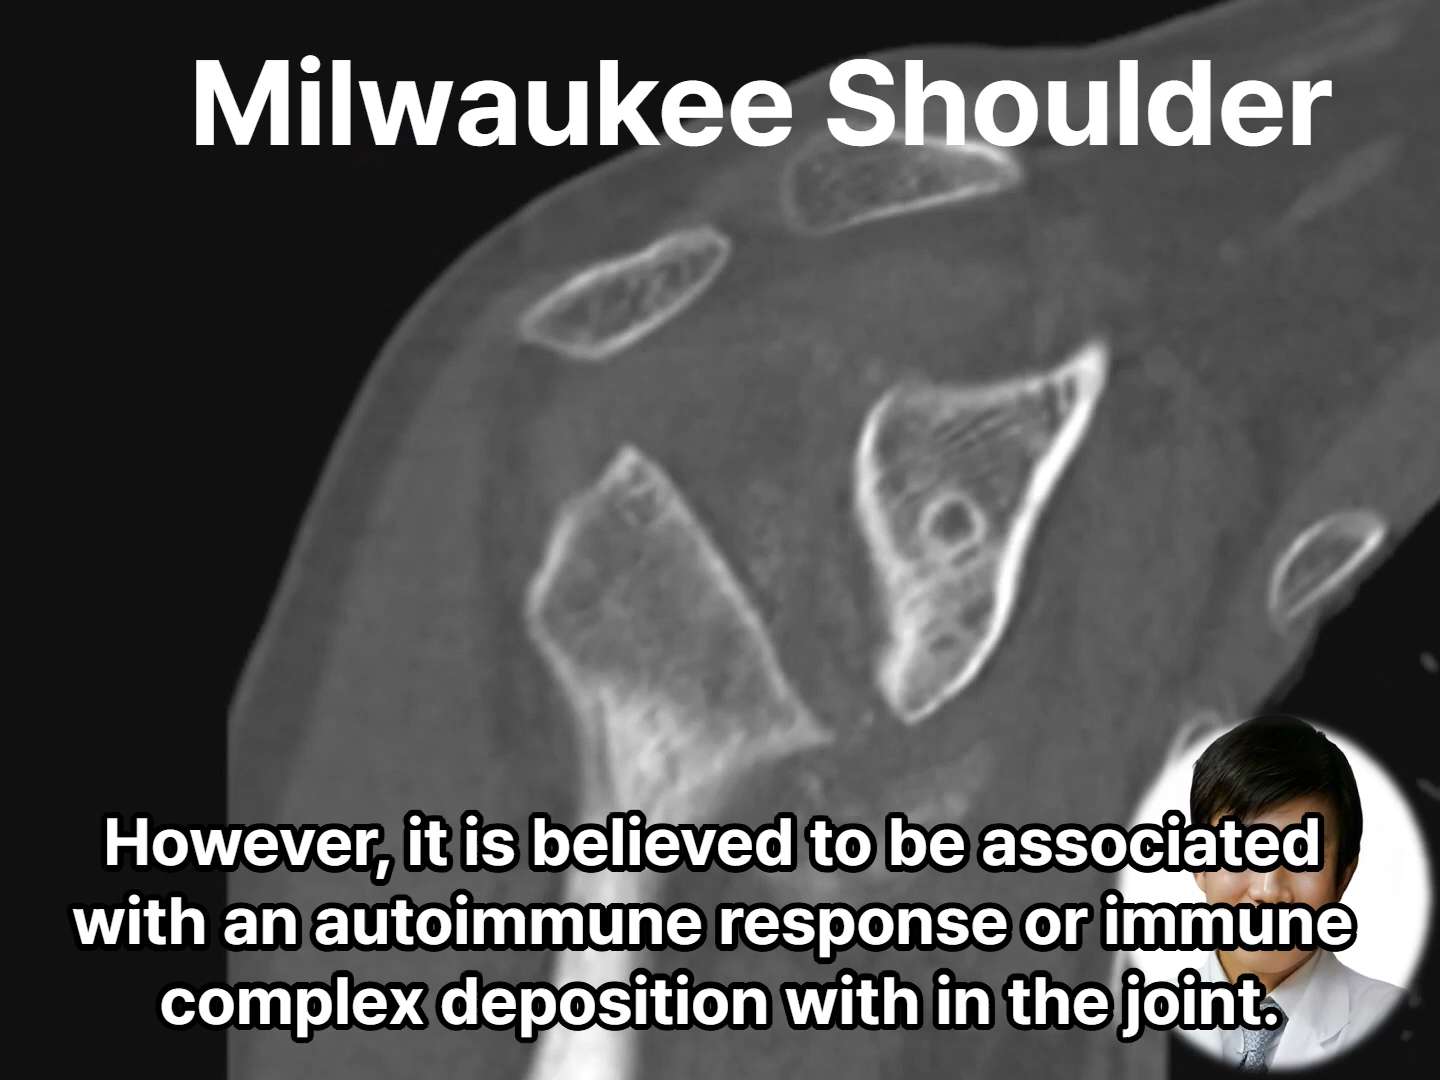 Milwaukee Shoulder
However, it is believed to be associated
with an autoimmune response or immune
complex deposition with in the joint.